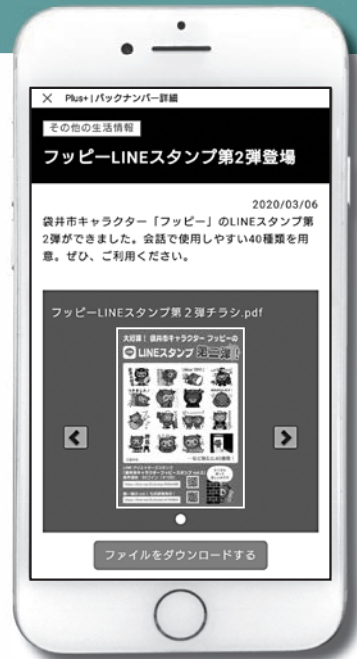 × Plus+ | バックナンバー詳細
その他の生活情報
フッピーLINEスタンプ第2弾登場
2020/03/06
袋井市キャラクター「フッピー」のLINEスタンプ第
2弾ができました。会話で使用しやすい40種類を用
意。ぜひ、ご利用ください。
フッピーLINEスタンプ第２弾チラシ.pdf
大好評！ 袋井市キャラクター フッピーの
LINEスタンプ 第二弾！
ファイルをダウンロードする